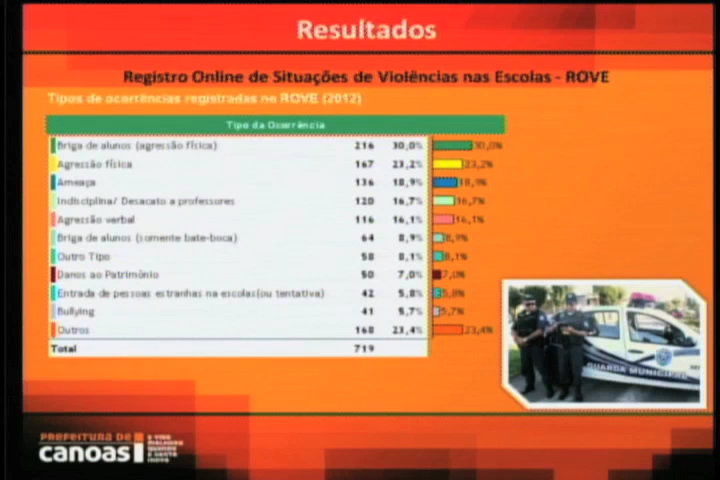 Resultados
Registro Online de Situações de Violências nas Escolas - ROVE
Tipos de ocorrências registradas no ROVE (2012)
Tipo da Ocorrência
Briga de alunos (agressão física) 216 30,0% 30,0%
Agressão física 167 23,2% 23,2%
Ameaça 136 18,9% 18,9%
Indisciplina/ Desacato a professores 120 16,7% 16,7%
Agressão verbal 116 16,1% 16,1%
Briga de alunos (somente bate-boca) 64 8,9% 8,9%
Outro Tipo 58 8,1% 8,1%
Danos ao Patrimônio 50 7,0% 7,0%
Entrada de pessoas estranhas na escolas(ou tentativa) 42 5,8% 5,8%
Bullying 41 5,7% 5,7%
Outros 168 23,4% 23,4%
Total 719
GUARDA MUNICIPAL
PREFEITURA DE
canoas